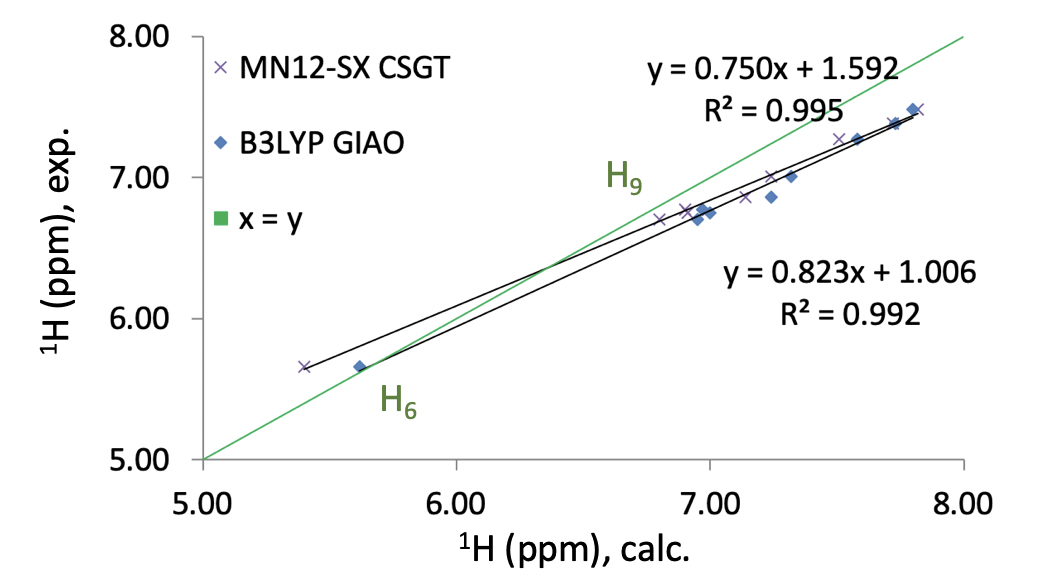 8.00
MN12-SX CSGT
y = 0.750x + 1.592
R² = 0.995
B3LYP GIAO
7.00
H₉
x = y
¹H (ppm), exp.
y = 0.823x + 1.006
R² = 0.992
6.00
H₆
5.00
5.00 6.00 7.00 8.00
¹H (ppm), calc.